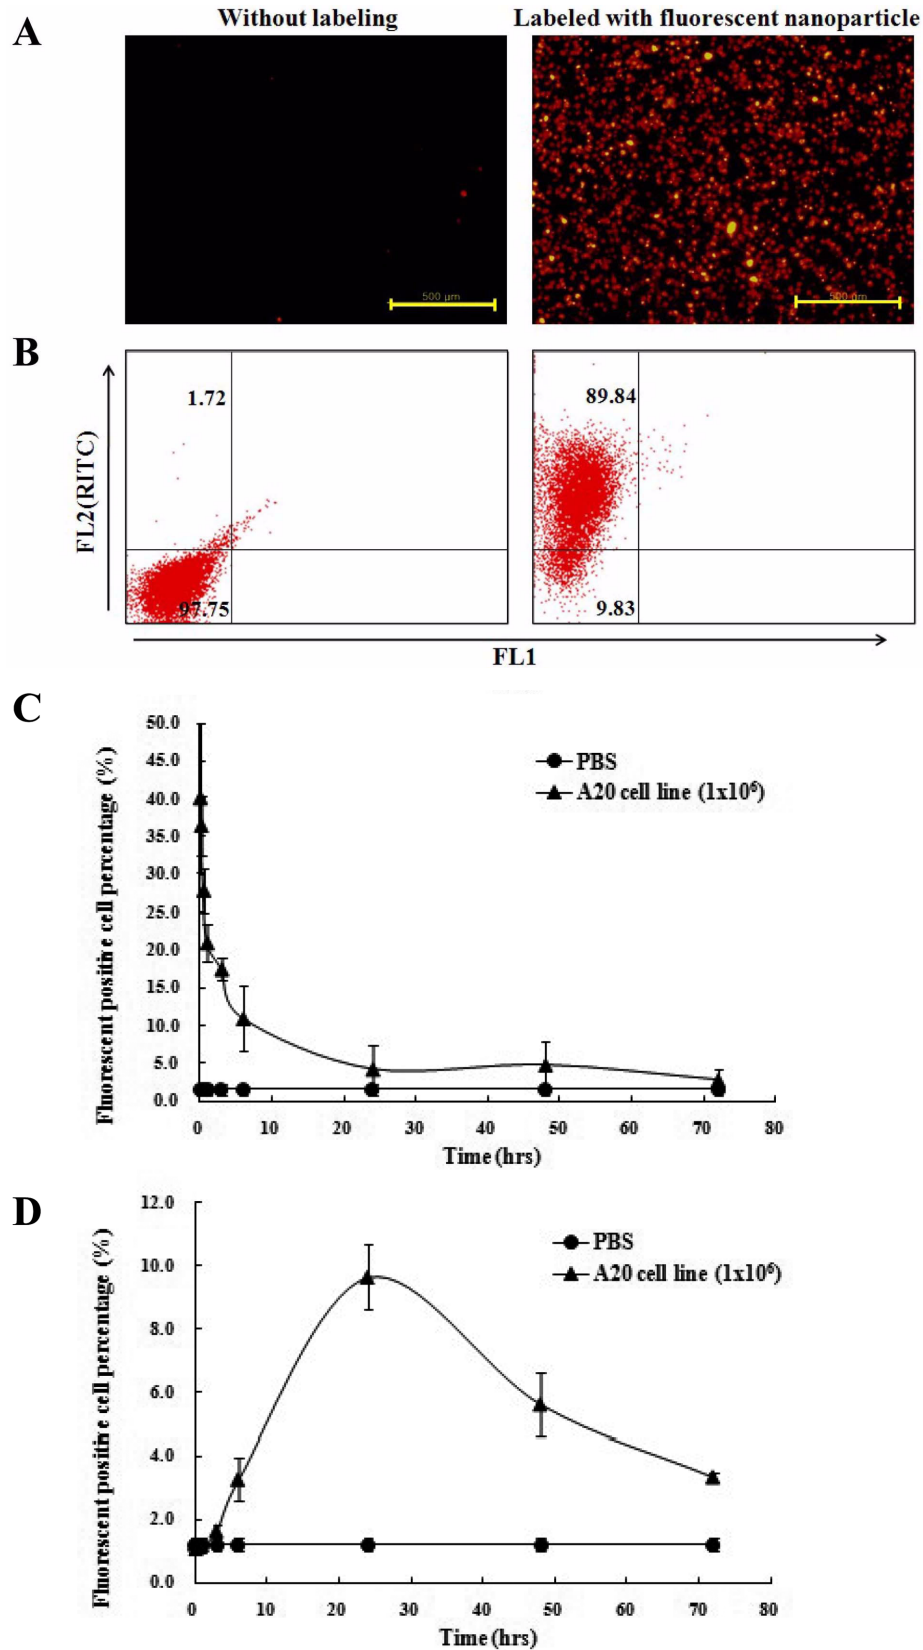 A
Without labeling
Labeled with fluorescent nanoparticle
500 μm
500 μm
B
1.72
97.75
89.84
9.83
FL2(RITC)
FL1
C
Fluorescent positive cell percentage (%)
50.0
45.0
40.0
35.0
30.0
25.0
20.0
15.0
10.0
5.0
0.0
PBS
A20 cell line (1x10⁶)
0 10 20 30 40 50 60 70 80
Time (hrs)
D
Fluorescent positive cell percentage (%)
12.0
10.0
8.0
6.0
4.0
2.0
0.0
PBS
A20 cell line (1x10⁶)
0 10 20 30 40 50 60 70 80
Time (hrs)